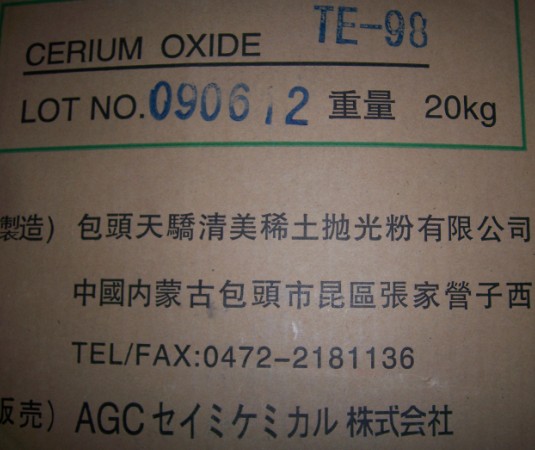 CERIUM OXIDE TE-98
LOT NO. 090612 重量 20kg
製造) 包頭天驕清美稀土抛光粉有限公司
中國内蒙古包頭市昆區張家營子西
TEL/FAX:0472-2181136
販売) AGCセイミケミカル 株式会社